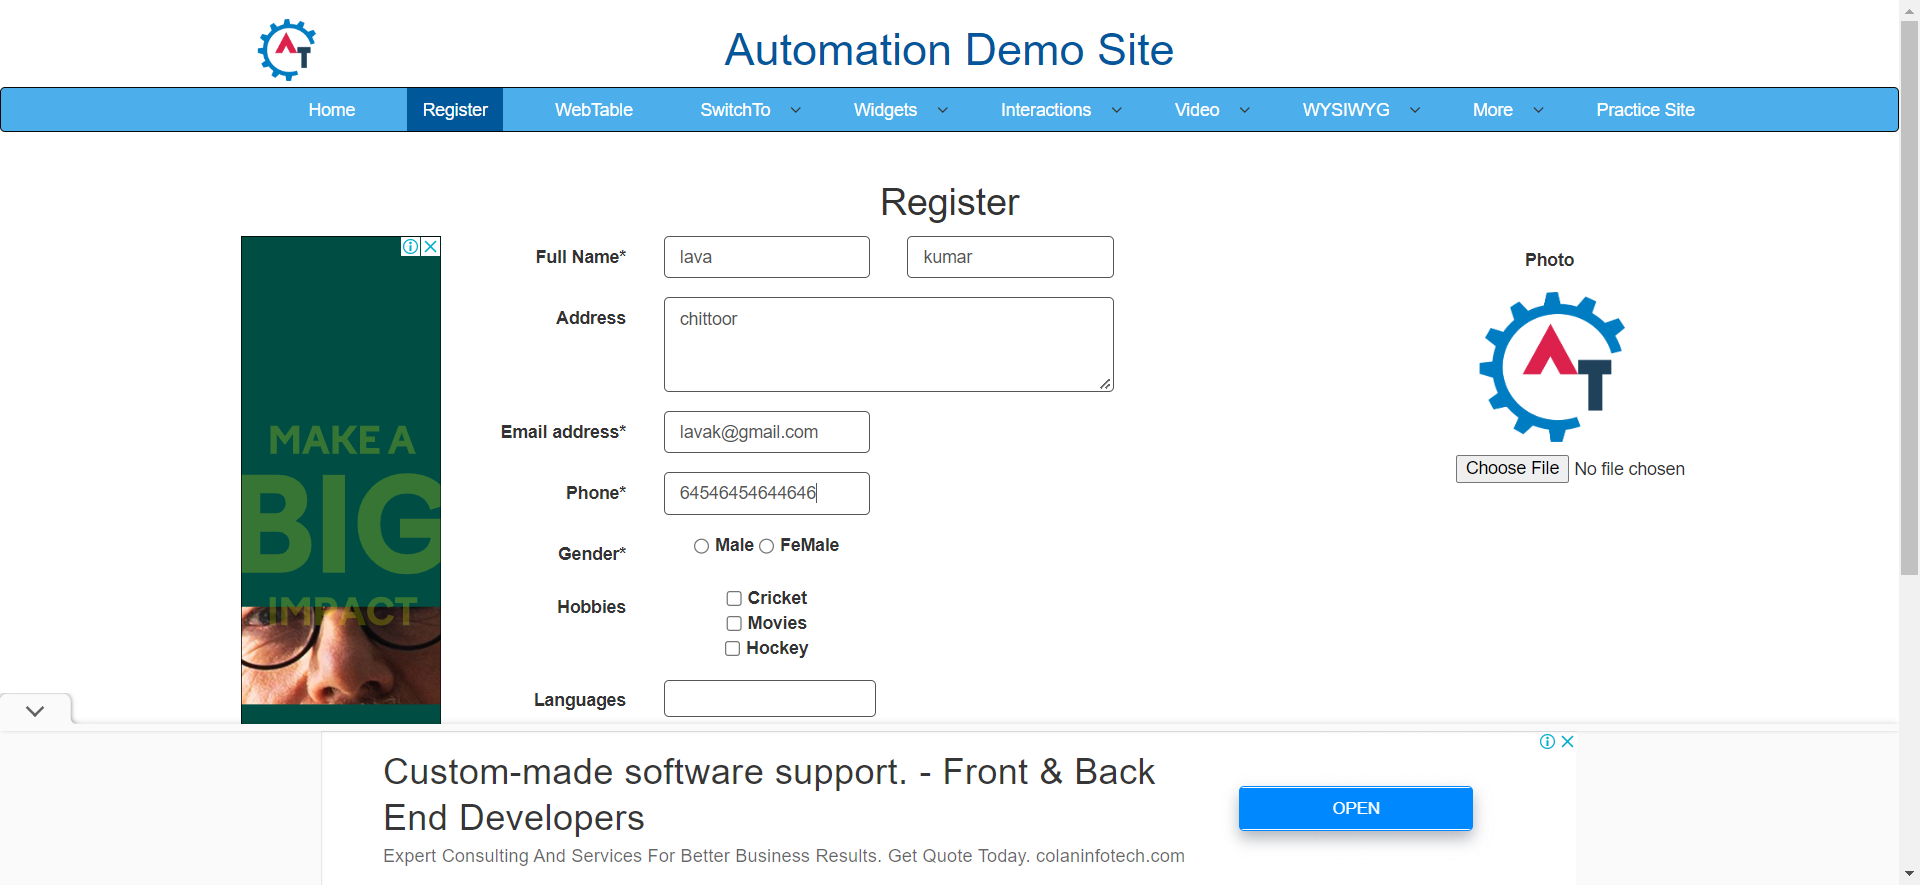 AT
Automation Demo Site
Home Register WebTable SwitchTo Widgets Interactions Video WYSIWYG More Practice Site
Register
Full Name* lava kumar
Photo
Address chittoor
AT
Email address* lavak@gmail.com
Choose File No file chosen
Phone* 64546454644646
Gender* Male FeMale
Hobbies Cricket
Movies
Hockey
Languages
MAKE A
BIG
IMPACT
Custom-made software support. - Front & Back
End Developers
OPEN
Expert Consulting And Services For Better Business Results. Get Quote Today. colaninfotech.com